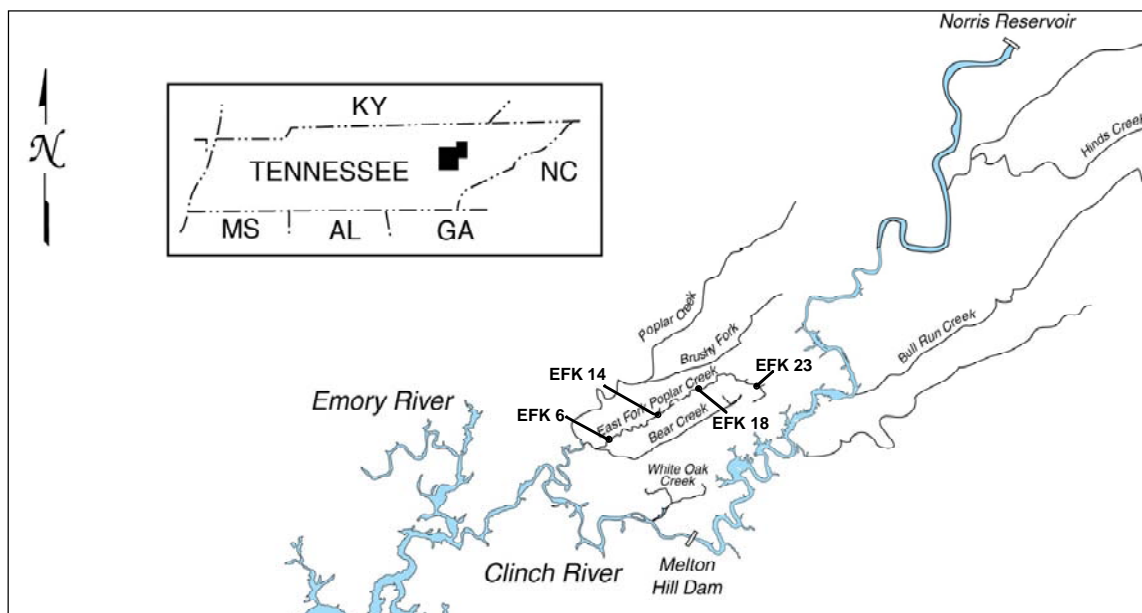 Norris Reservoir
N
KY
TENNESSEE
NC
MS
AL
GA
Hinds Creek
Poplar Creek
Brushy Fork
Bull Run Creek
EFK 14
EFK 23
East Fork Poplar Creek
Emory River
EFK 6
EFK 18
Bear Creek
White Oak
Creek
Clinch River
Melton
Hill Dam